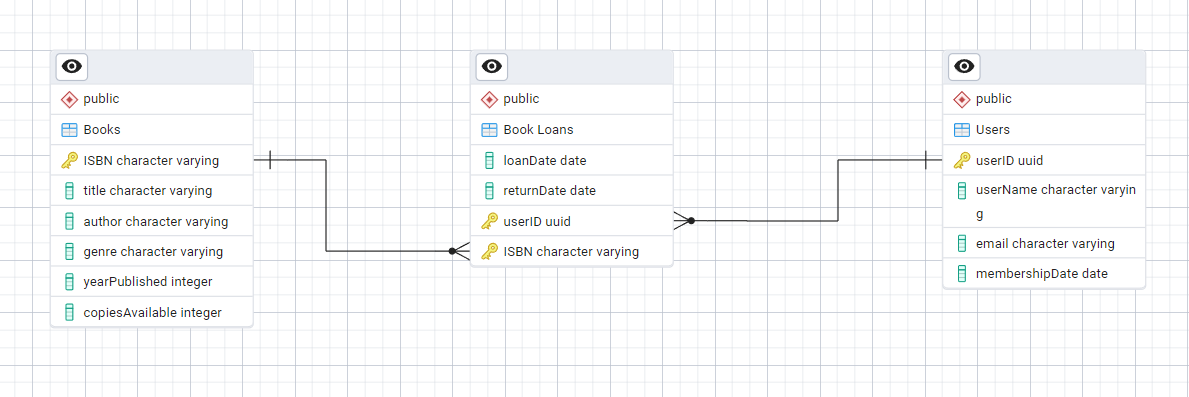 public
Books
ISBN character varying
title character varying
author character varying
genre character varying
yearPublished integer
copiesAvailable integer
public
Book Loans
loanDate date
returnDate date
userID uuid
ISBN character varying
public
Users
userID uuid
userName character varyin
g
email character varying
membershipDate date